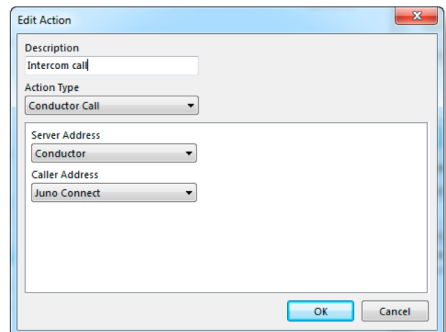 Edit Action
Description
Intercom call
Action Type
Conductor Call
Server Address
Conductor
Caller Address
Juno Connect
OK Cancel